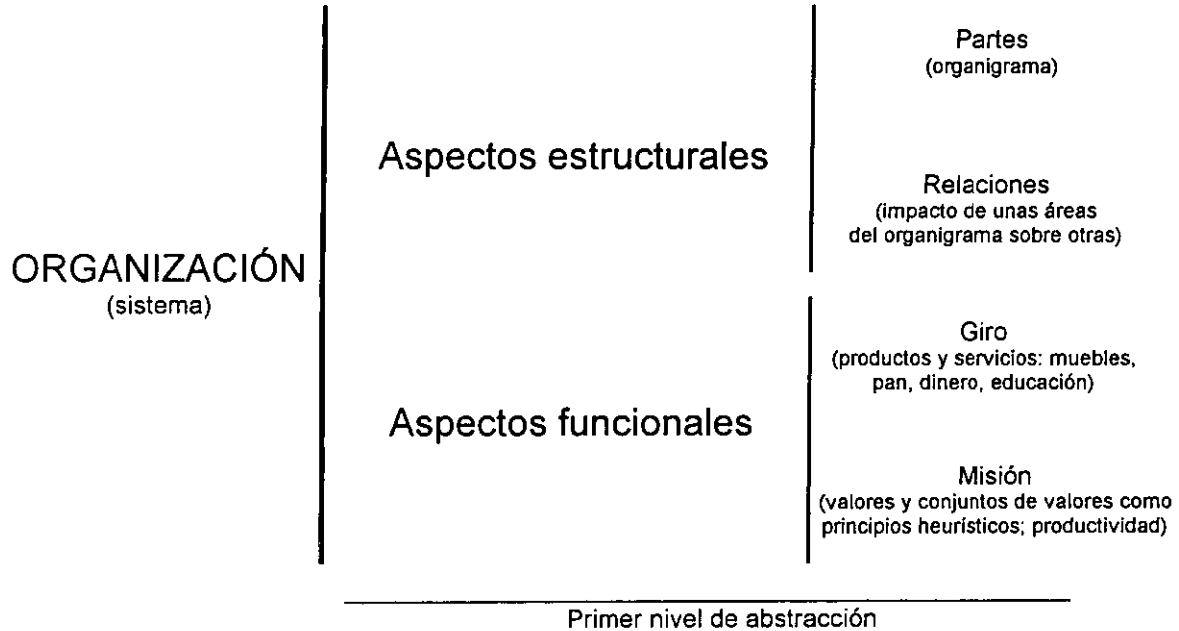 ORGANIZACIÓN
(sistema)
Aspectos estructurales
Partes
(organigrama)
Relaciones
(impacto de unas áreas
del organigrama sobre otras)
Aspectos funcionales
Giro
(productos y servicios: muebles,
pan, dinero, educación)
Misión
(valores y conjuntos de valores como
principios heurísticos; productividad)
Primer nivel de abstracción